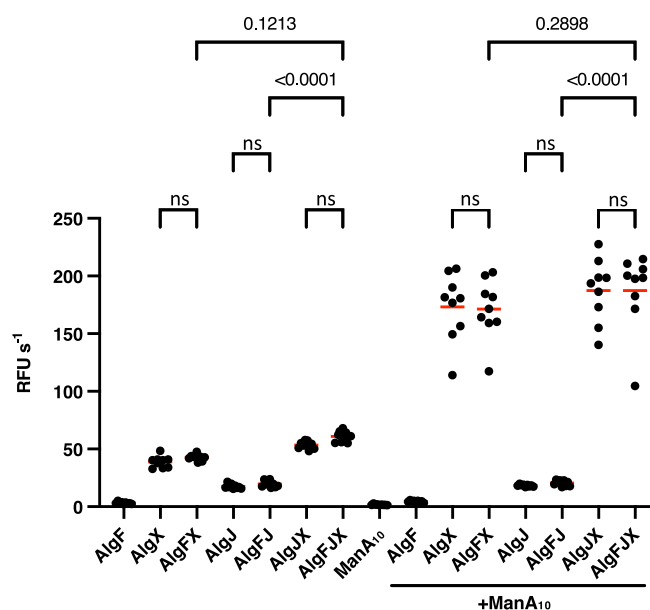 0.1213
0.2898
<0.0001
<0.0001
ns
ns
ns
ns
ns
ns
250
200
150
100
50
0
RFU s⁻¹
AlgF
AlgX
AlgFX
AlgJ
AlgFJ
AlgJX
AlgFJX
ManA₁₀
AlgF
AlgX
AlgFX
AlgJ
AlgFJ
AlgJX
AlgFJX
+ManA₁₀